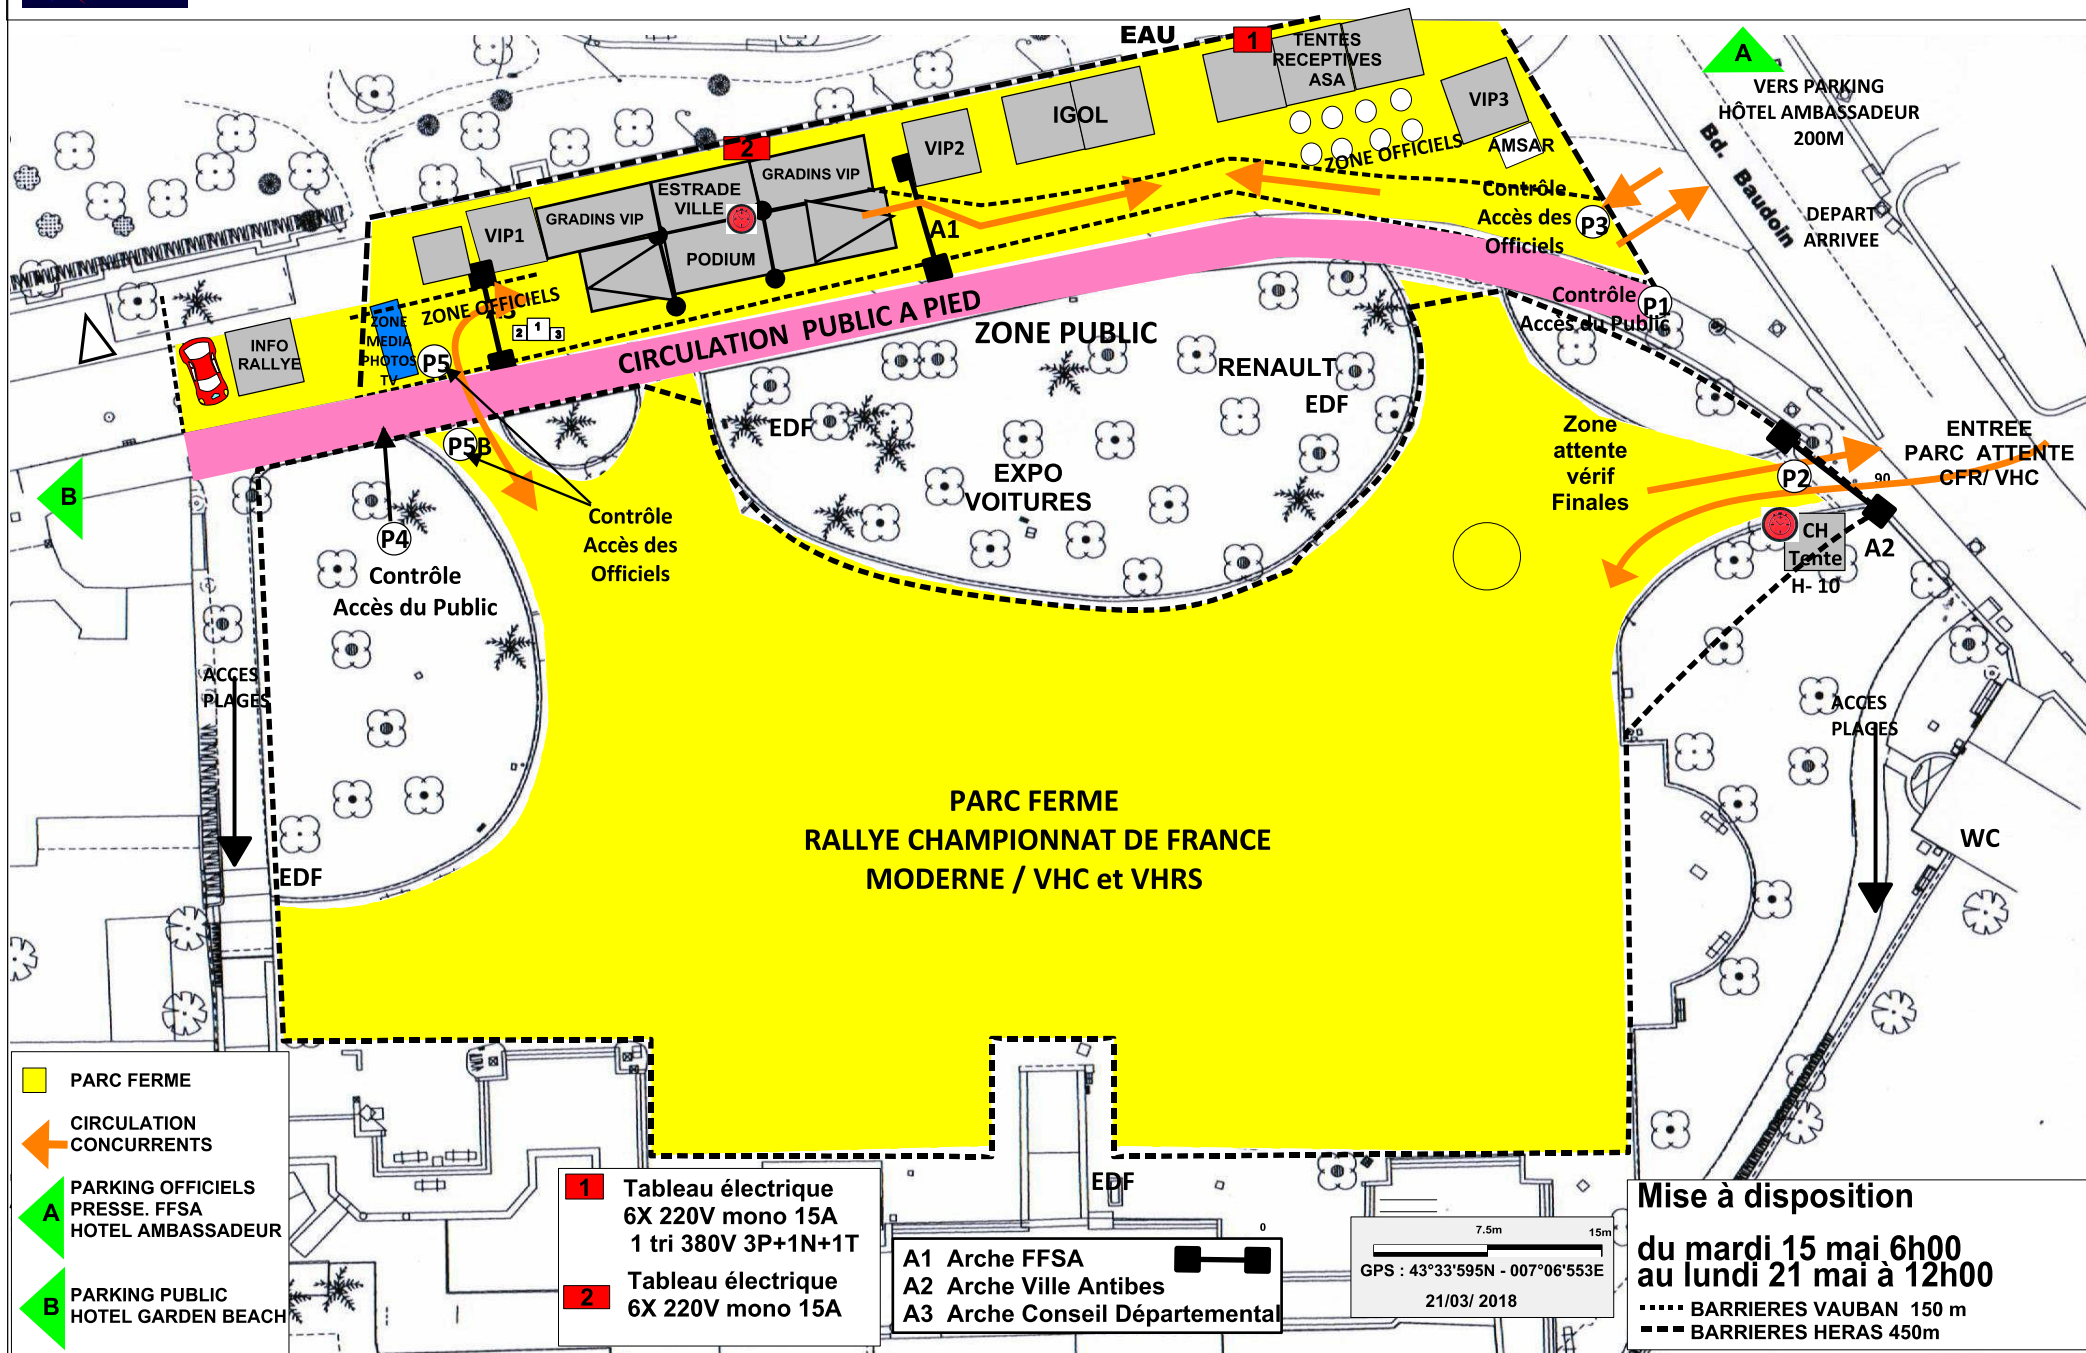 EAU
1
TENTES
RECEPTIVES
ASA
VIP3
AMSAR
A
VERS PARKING
HÔTEL AMBASSADEUR
200M
Bd. Baudoin
DEPART
ARRIVEE
IGOL
VIP2
2
GRADINS VIP
ESTRADE
VILLE
GRADINS VIP
VIP1
PODIUM
A1
ZONE OFFICIELS
Contrôle
Accès des
Officiels
P3
Contrôle
Accès du Public
P1
ZONE OFFICIELS
A3
2 1 3
ZONE
MEDIA
PHOTOS
TV
P5
INFO
RALLYE
CIRCULATION PUBLIC A PIED
ZONE PUBLIC
RENAULT
EDF
EDF
EXPO
VOITURES
P5B
B
P4
Contrôle
Accès du Public
Contrôle
Accès des
Officiels
Zone
attente
vérif
Finales
P2
90
ENTREE
PARC ATTENTE
CFR/ VHC
CH
Tente
H- 10
A2
ACCES
PLAGES
ACCES
PLAGES
WC
EDF
PARC FERME
RALLYE CHAMPIONNAT DE FRANCE
MODERNE / VHC et VHRS
EDF
PARC FERME
CIRCULATION
CONCURRENTS
A
PARKING OFFICIELS
PRESSE. FFSA
HOTEL AMBASSADEUR
B
PARKING PUBLIC
HOTEL GARDEN BEACH
1
Tableau électrique
6X 220V mono 15A
1 tri 380V 3P+1N+1T
2
Tableau électrique
6X 220V mono 15A
A1 Arche FFSA
A2 Arche Ville Antibes
A3 Arche Conseil Départemental
0
7.5m
15m
GPS : 43°33'595N - 007°06'553E
21/03/ 2018
Mise à disposition
du mardi 15 mai 6h00
au lundi 21 mai à 12h00
BARRIERES VAUBAN 150 m
BARRIERES HERAS 450m